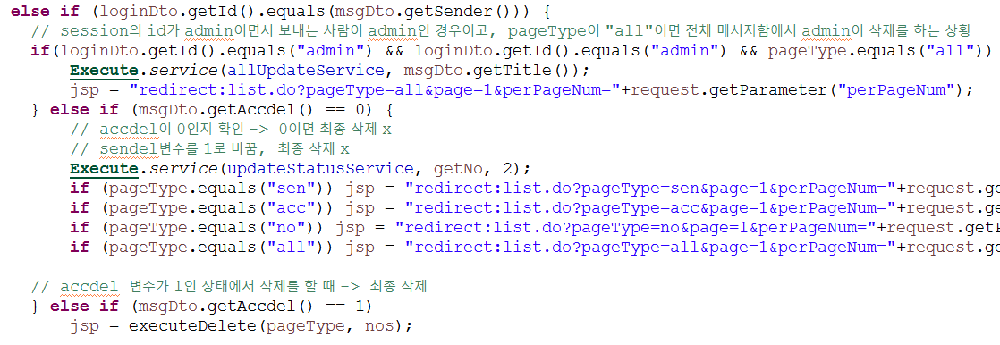 else if (loginDto.getId().equals(msgDto.getSender())) {
// session의 id가 admin이면서 보내는 사람이 admin인 경우이고, pageType이 "all"이면 전체 메시지함에서 admin이 삭제를 하는 상황
if(loginDto.getId().equals("admin") && loginDto.getId().equals("admin") && pageType.equals("all"))
Execute.service(allUpdateService, msgDto.getTitle());
jsp = "redirect:list.do?pageType=all&page=1&perPageNum="+request.getParameter("perPageNum");
} else if (msgDto.getAccdel() == 0) {
// accdel이 0인지 확인 -> 0이면 최종 삭제 x
// sendel변수를 1로 바꿈, 최종 삭제 x
Execute.service(updateStatusService, getNo, 2);
if (pageType.equals("sen")) jsp = "redirect:list.do?pageType=sen&page=1&perPageNum="+request.ge
if (pageType.equals("acc")) jsp = "redirect:list.do?pageType=acc&page=1&perPageNum="+request.ge
if (pageType.equals("no")) jsp = "redirect:list.do?pageType=no&page=1&perPageNum="+request.getP
if (pageType.equals("all")) jsp = "redirect:list.do?pageType=all&page=1&perPageNum="+request.ge
// accdel 변수가 1인 상태에서 삭제를 할 때 -> 최종 삭제
} else if (msgDto.getAccdel() == 1)
jsp = executeDelete(pageType, nos);